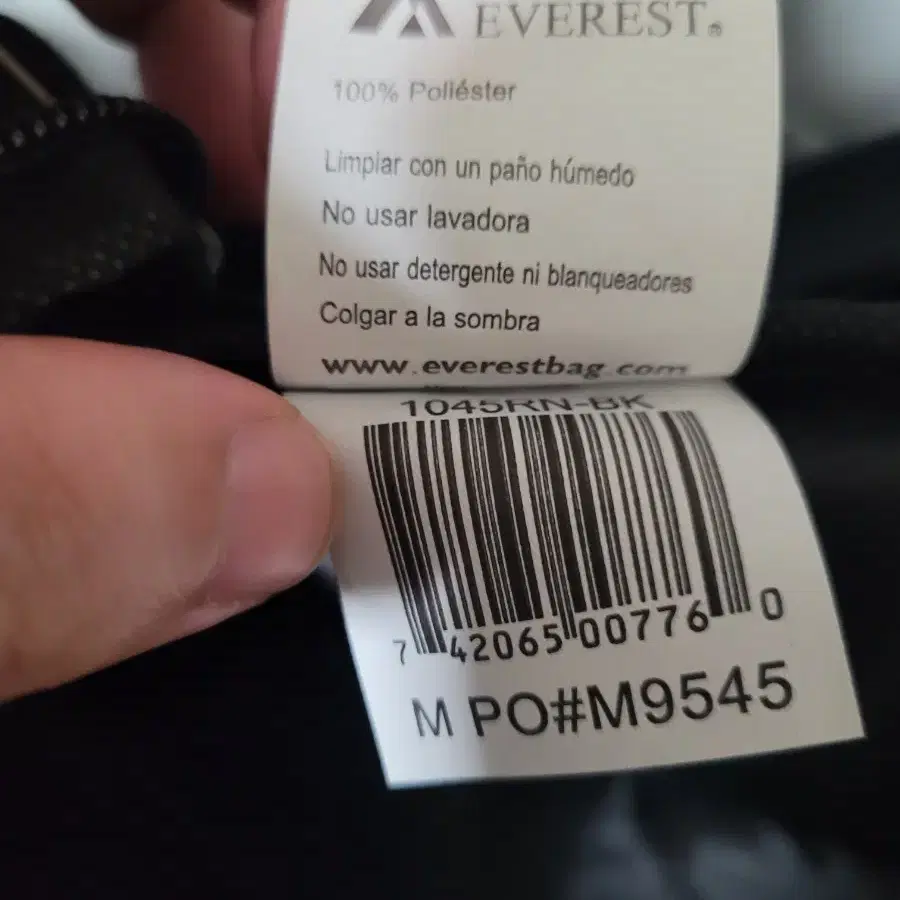 EVEREST®
100% Poliéster
Limpiar con un paño húmedo
No usar lavadora
No usar detergente ni blanqueadores
Colgar a la sombra
www.everestbag.com
1045RN-BK
7 42065 00776 0
M PO#M9545